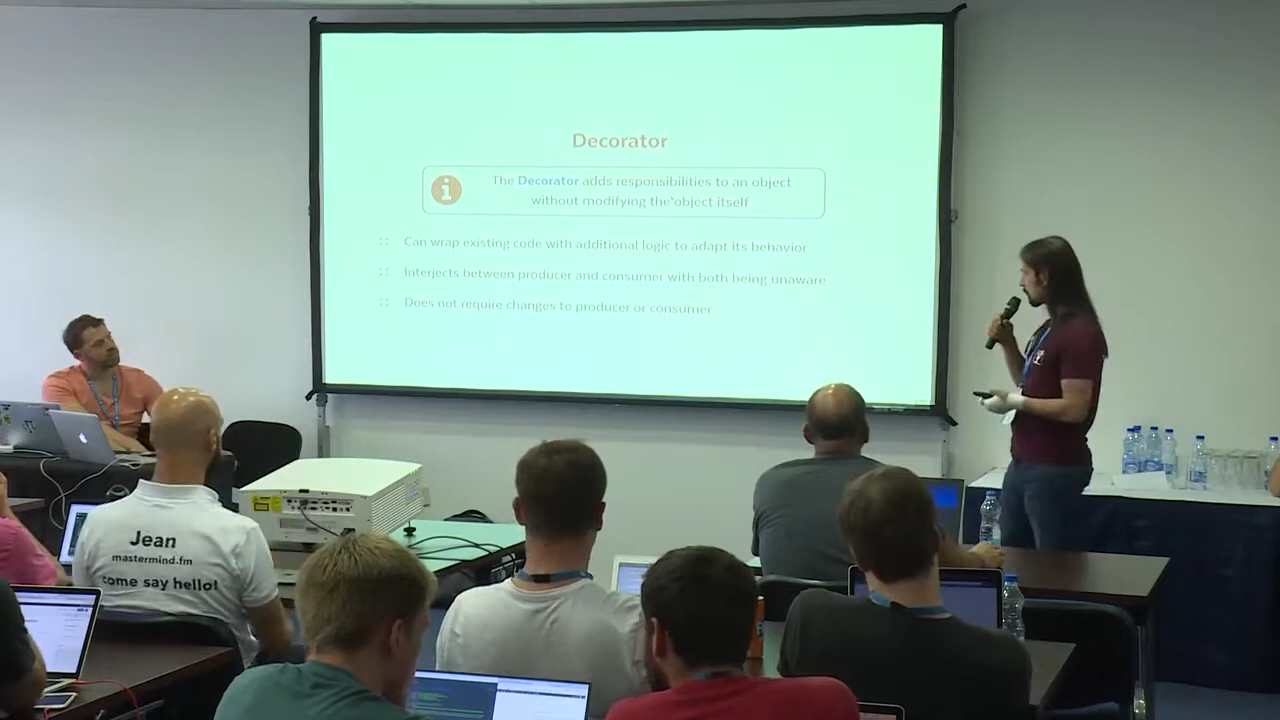 Decorator
The Decorator adds responsibilities to an object
without modifying the object itself
Can wrap existing code with additional logic to adapt its behavior
Interjects between producer and consumer with both being unaware
Does not require changes to producer or consumer
Jean
mastermind.fm
come say hello!